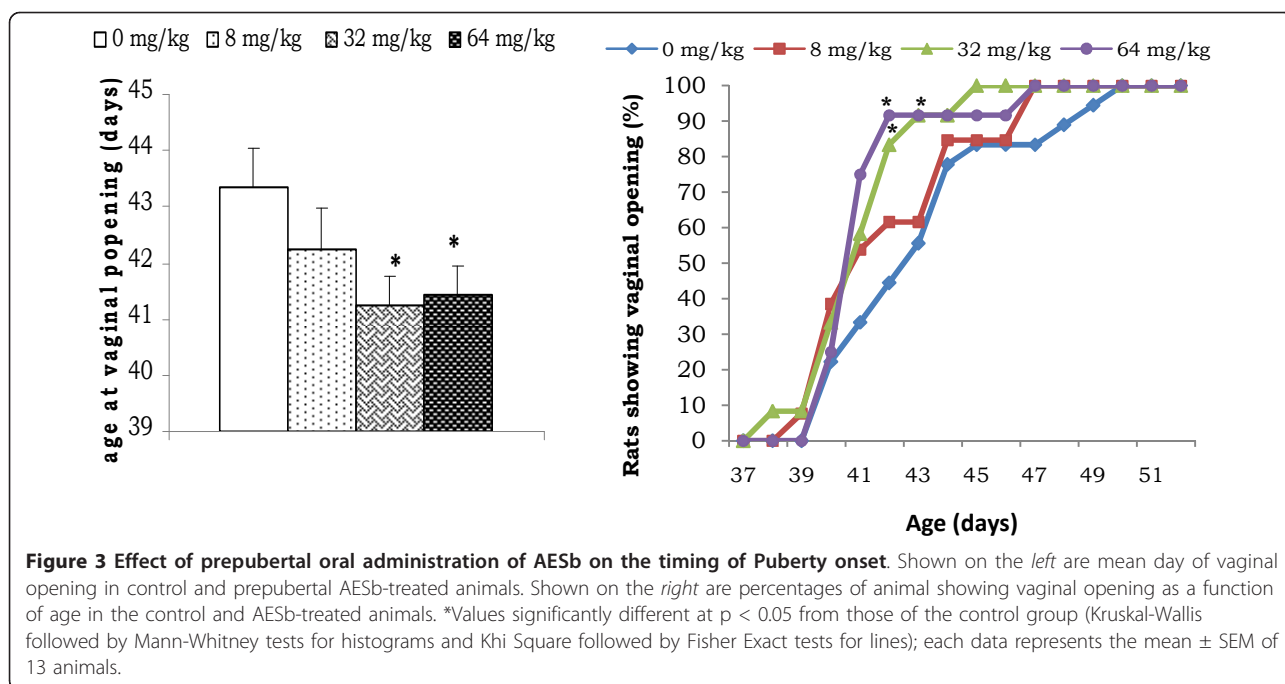 0 mg/kg 8 mg/kg 32 mg/kg 64 mg/kg
age at vaginal popening (days)
45
44
43
42
41
40
39
* *
0 mg/kg 8 mg/kg 32 mg/kg 64 mg/kg
Rats showing vaginal opening (%)
100
90
80
70
60
50
40
30
20
10
0
* *
*
37 39 41 43 45 47 49 51
Age (days)
Figure 3 Effect of prepubertal oral administration of AESb on the timing of Puberty onset. Shown on the left are mean day of vaginal
opening in control and prepubertal AESb-treated animals. Shown on the right are percentages of animal showing vaginal opening as a function
of age in the control and AESb-treated animals. *Values significantly different at p < 0.05 from those of the control group (Kruskal-Wallis
followed by Mann-Whitney tests for histograms and Khi Square followed by Fisher Exact tests for lines); each data represents the mean ± SEM of
13 animals.